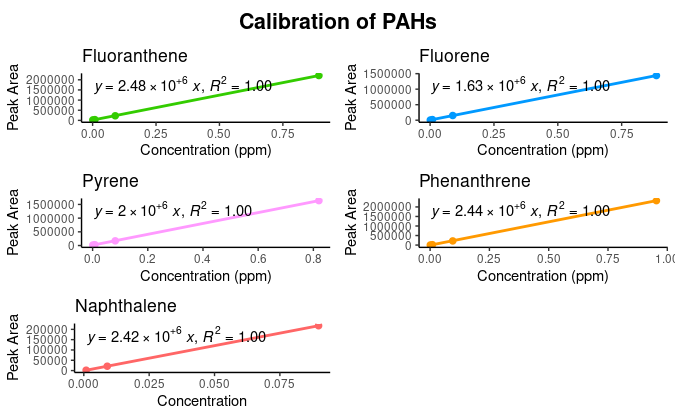 Calibration of PAHs
Fluoranthene
Peak Area
2000000
1500000
1000000
500000
0
y = 2.48 × 10⁺⁶ x, R² = 1.00
0.00 0.25 0.50 0.75
Concentration (ppm)
Fluorene
Peak Area
1500000
1000000
500000
0
y = 1.63 × 10⁺⁶ x, R² = 1.00
0.00 0.25 0.50 0.75
Concentration (ppm)
Pyrene
Peak Area
1500000
1000000
500000
0
y = 2 × 10⁺⁶ x, R² = 1.00
0.0 0.2 0.4 0.6 0.8
Concentration (ppm)
Phenanthrene
Peak Area
2000000
1500000
1000000
500000
0
y = 2.44 × 10⁺⁶ x, R² = 1.00
0.00 0.25 0.50 0.75 1.00
Concentration (ppm)
Naphthalene
Peak Area
200000
150000
100000
50000
0
y = 2.42 × 10⁺⁶ x, R² = 1.00
0.000 0.025 0.050 0.075
Concentration